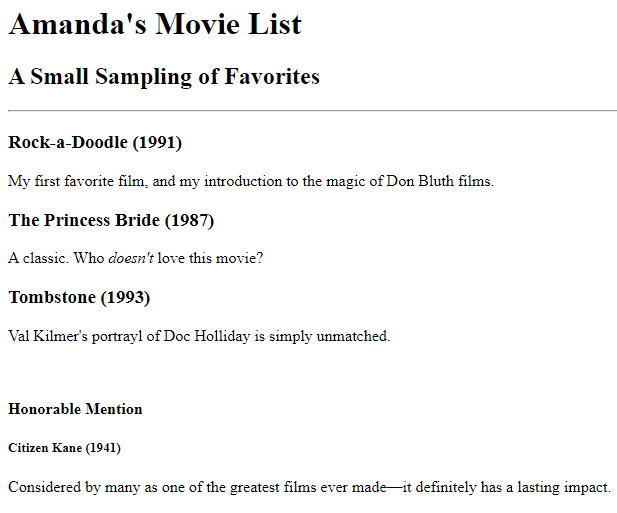 Amanda's Movie List
A Small Sampling of Favorites
Rock-a-Doodle (1991)
My first favorite film, and my introduction to the magic of Don Bluth films.
The Princess Bride (1987)
A classic. Who doesn't love this movie?
Tombstone (1993)
Val Kilmer's portrayl of Doc Holliday is simply unmatched.
Honorable Mention
Citizen Kane (1941)
Considered by many as one of the greatest films ever made—it definitely has a lasting impact.